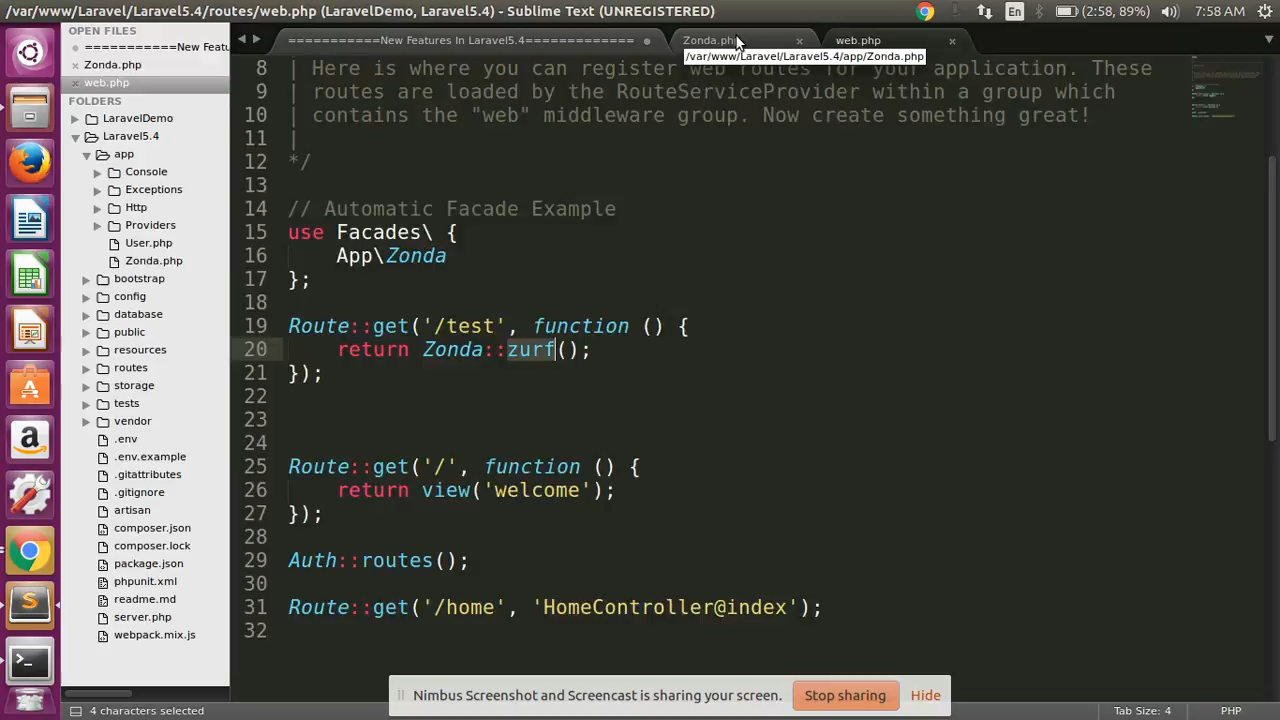 /var/www/Laravel/Laravel5.4/routes/web.php (LaravelDemo, Laravel5.4) - Sublime Text (UNREGISTERED)
En
(2:58, 89%)
7:58 AM
OPEN FILES
===========New Featu
Zonda.php
web.php
FOLDERS
LaravelDemo
Laravel5.4
app
Console
Exceptions
Http
Providers
User.php
Zonda.php
bootstrap
config
database
public
resources
routes
storage
tests
vendor
.env
.env.example
.gitattributes
.gitignore
artisan
composer.json
composer.lock
package.json
phpunit.xml
readme.md
server.php
webpack.mix.js
===========New Features In Laravel5.4=============
Zonda.php
web.php
/var/www/Laravel/Laravel5.4/app/Zonda.php
8 | Here is where you can register web routes for your application. These
9 | routes are loaded by the RouteServiceProvider within a group which
10 | contains the "web" middleware group. Now create something great!
11 |
12 */
13
14 // Automatic Facade Example
15 use Facades\ {
16 App\Zonda
17 };
18
19 Route::get('/test', function () {
20 return Zonda::zurf();
21 });
22
23
24
25 Route::get('/', function () {
26 return view('welcome');
27 });
28
29 Auth::routes();
30
31 Route::get('/home', 'HomeController@index');
32
Nimbus Screenshot and Screencast is sharing your screen.
Stop sharing
Hide
4 characters selected
Tab Size: 4
PHP